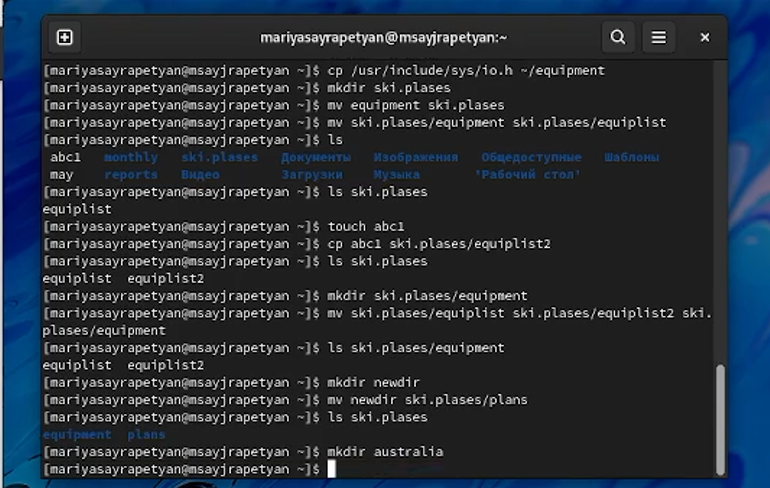 mariyasayrapetyan@msayjrapetyan:~
[mariyasayrapetyan@msayjrapetyan ~]$ cp /usr/include/sys/io.h ~/equipment
[mariyasayrapetyan@msayjrapetyan ~]$ mkdir ski.plases
[mariyasayrapetyan@msayjrapetyan ~]$ mv equipment ski.plases
[mariyasayrapetyan@msayjrapetyan ~]$ mv ski.plases/equipment ski.plases/equiplist
[mariyasayrapetyan@msayjrapetyan ~]$ ls
abc1 monthly ski.plases Документы Изображения Общедоступные Шаблоны
may reports Видео Загрузки Музыка 'Рабочий стол'
[mariyasayrapetyan@msayjrapetyan ~]$ ls ski.plases
equiplist
[mariyasayrapetyan@msayjrapetyan ~]$ touch abc1
[mariyasayrapetyan@msayjrapetyan ~]$ cp abc1 ski.plases/equiplist2
[mariyasayrapetyan@msayjrapetyan ~]$ ls ski.plases
equiplist equiplist2
[mariyasayrapetyan@msayjrapetyan ~]$ mkdir ski.plases/equipment
[mariyasayrapetyan@msayjrapetyan ~]$ mv ski.plases/equiplist ski.plases/equiplist2 ski.
plases/equipment
[mariyasayrapetyan@msayjrapetyan ~]$ ls ski.plases/equipment
equiplist equiplist2
[mariyasayrapetyan@msayjrapetyan ~]$ mkdir newdir
[mariyasayrapetyan@msayjrapetyan ~]$ mv newdir ski.plases/plans
[mariyasayrapetyan@msayjrapetyan ~]$ ls ski.plases
equipment plans
[mariyasayrapetyan@msayjrapetyan ~]$ mkdir australia
[mariyasayrapetyan@msayjrapetyan ~]$